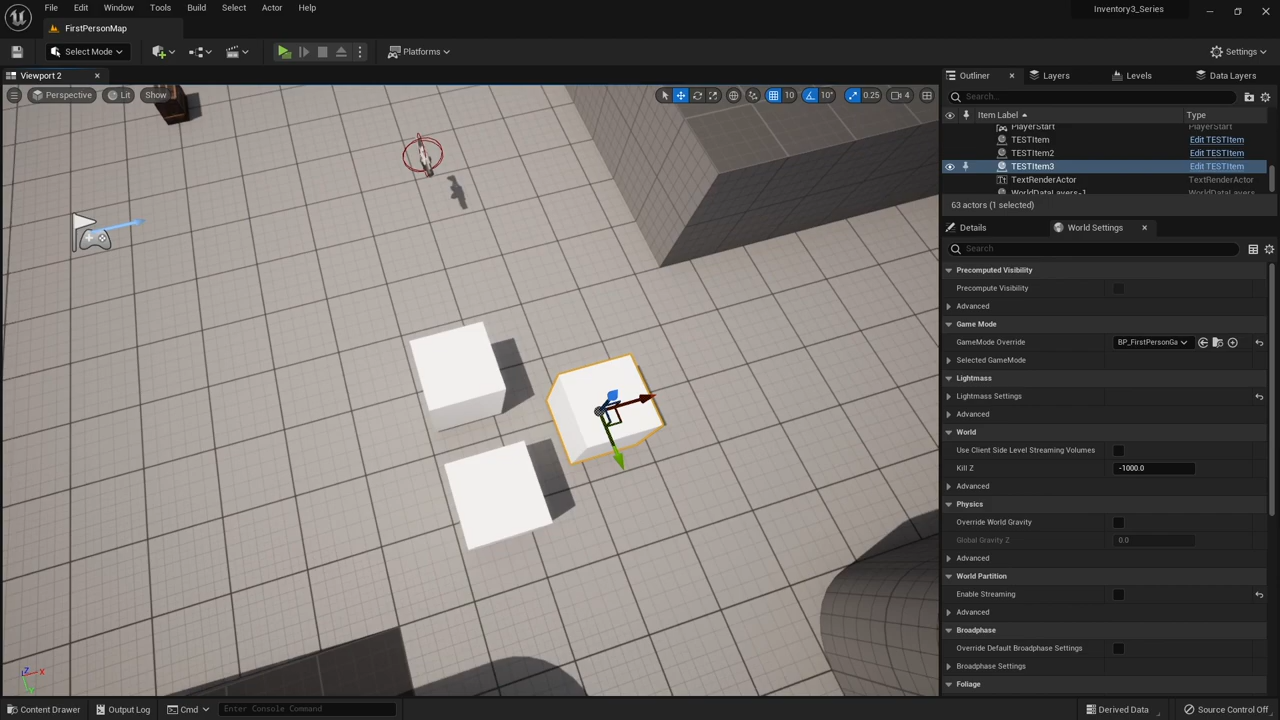 File Edit Window Tools Build Select Actor Help
Inventory3_Series
FirstPersonMap
Select Mode
Platforms
Settings
Viewport 2
Perspective Lit Show
10 10° 0.25 4
Outliner Layers Levels Data Layers
Search...
Item Label Type
PlayerStart PlayerStart
TESTItem Edit TESTItem
TESTItem2 Edit TESTItem
TESTItem3 Edit TESTItem
TextRenderActor TextRenderActor
WorldDataLayers-1 WorldDataLayers
63 actors (1 selected)
Details World Settings
Search
Precomputed Visibility
Precompute Visibility
Advanced
Game Mode
GameMode Override BP_FirstPersonGa
Selected GameMode
Lightmass
Lightmass Settings
Advanced
World
Use Client Side Level Streaming Volumes
Kill Z -1000.0
Advanced
Physics
Override World Gravity
Global Gravity Z 0.0
Advanced
World Partition
Enable Streaming
Advanced
Broadphase
Override Default Broadphase Settings
Broadphase Settings
Foliage
Z X Y
Content Drawer Output Log Cmd Enter Console Command Derived Data Source Control Off